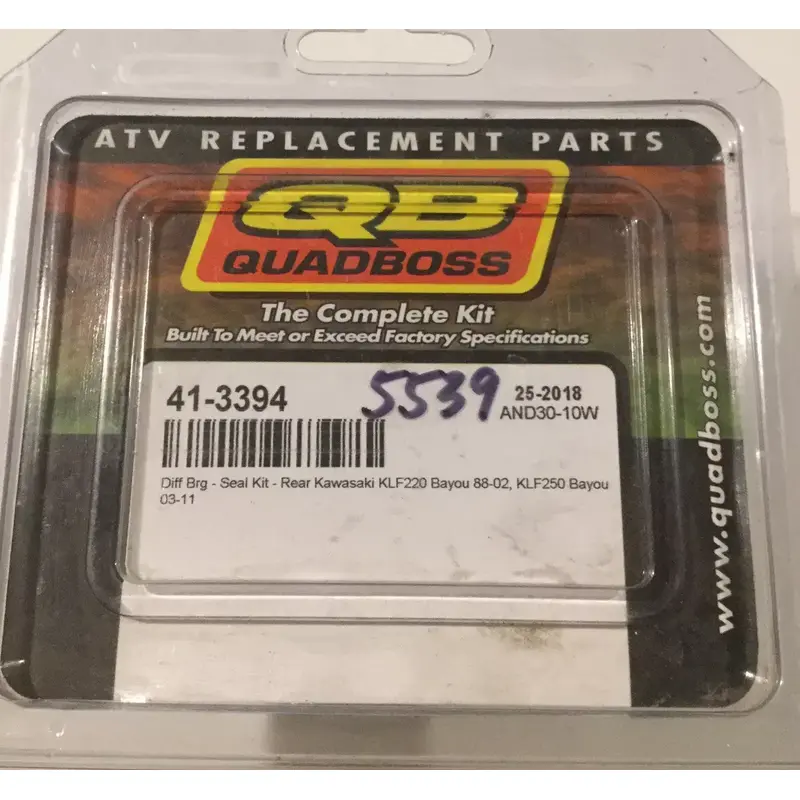 ATV REPLACEMENT PARTS
QB
QUADBOSS
The Complete Kit
Built To Meet or Exceed Factory Specifications
41-3394
5539
25-2018
AND30-10W
Diff Brg - Seal Kit - Rear Kawasaki KLF220 Bayou 88-02, KLF250 Bayou
03-11
www.quadboss.com